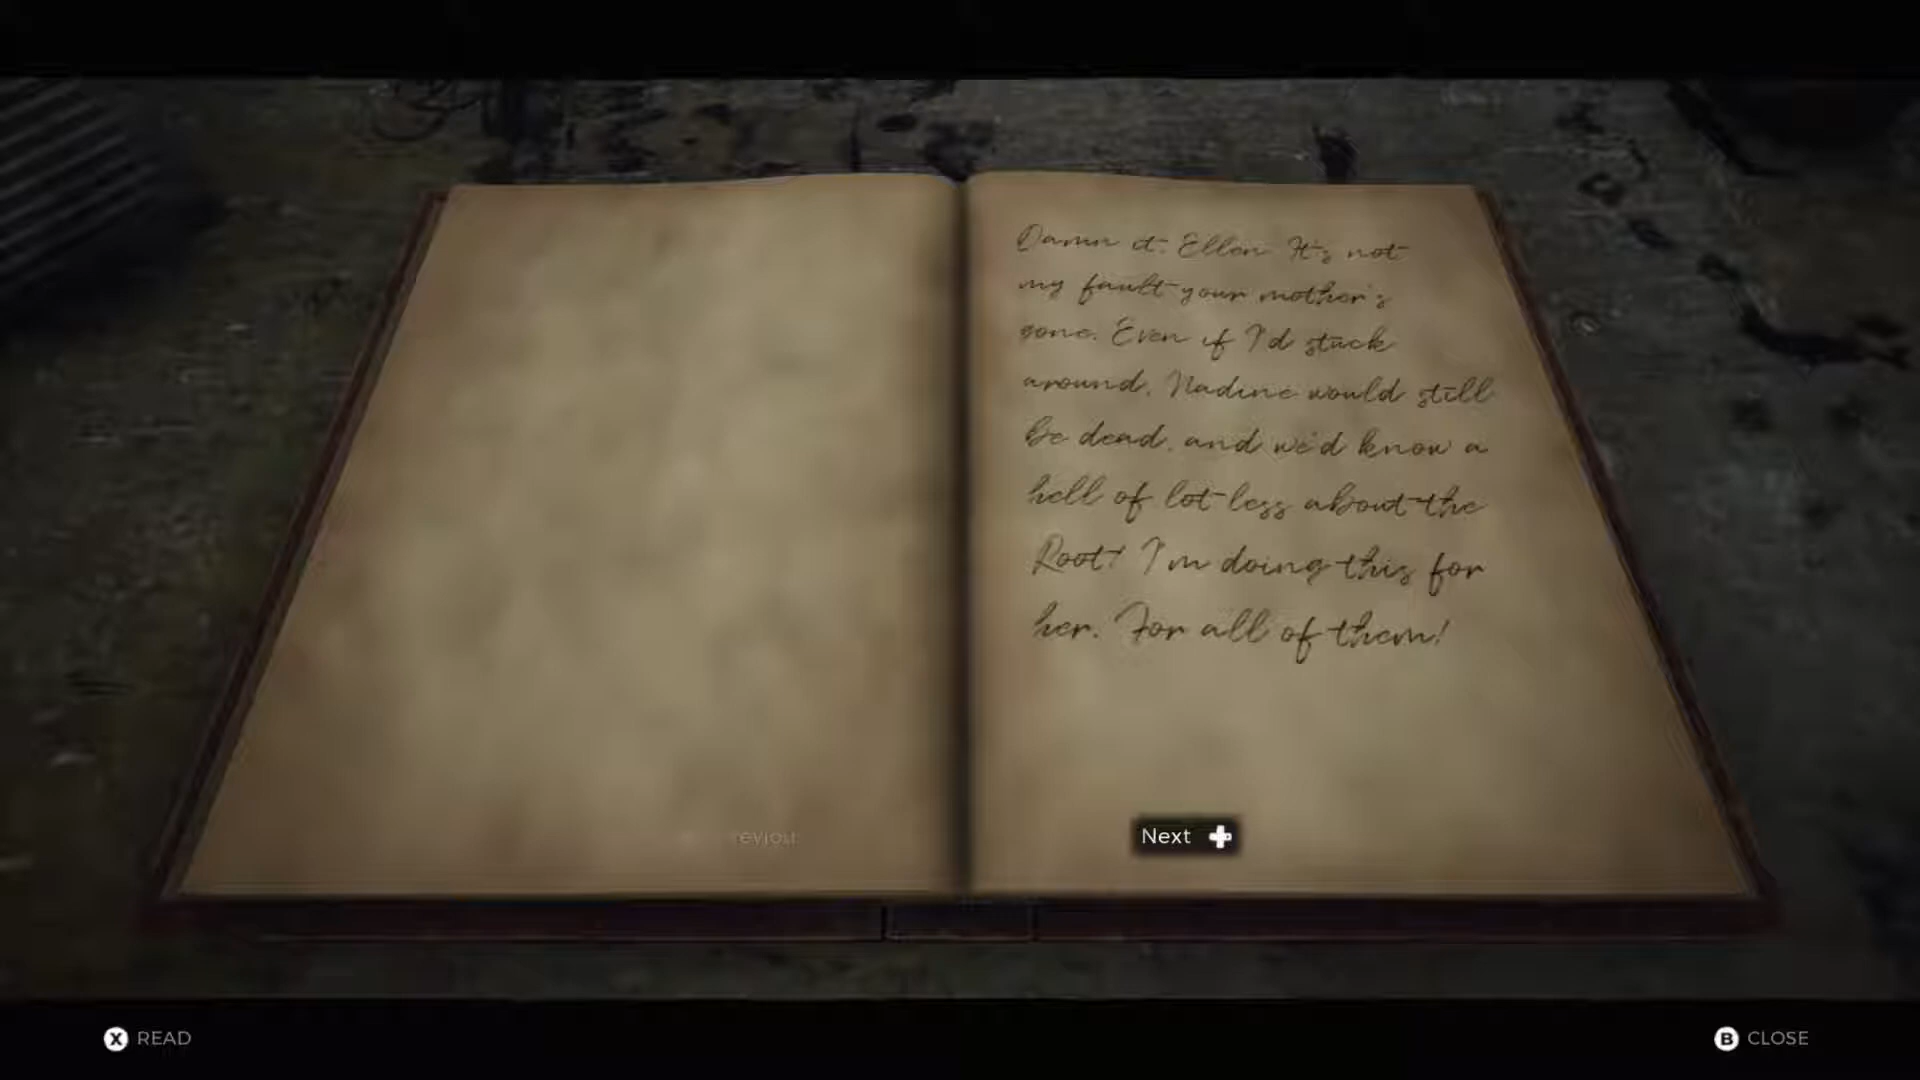 Damn it, Ellen. It's not
my fault your mother's
gone. Even if I'd stuck
around, Nadine would still
be dead, and we'd know a
hell of lot less about the
Root! I'm doing this for
her. For all of them!
Next
X READ
B CLOSE